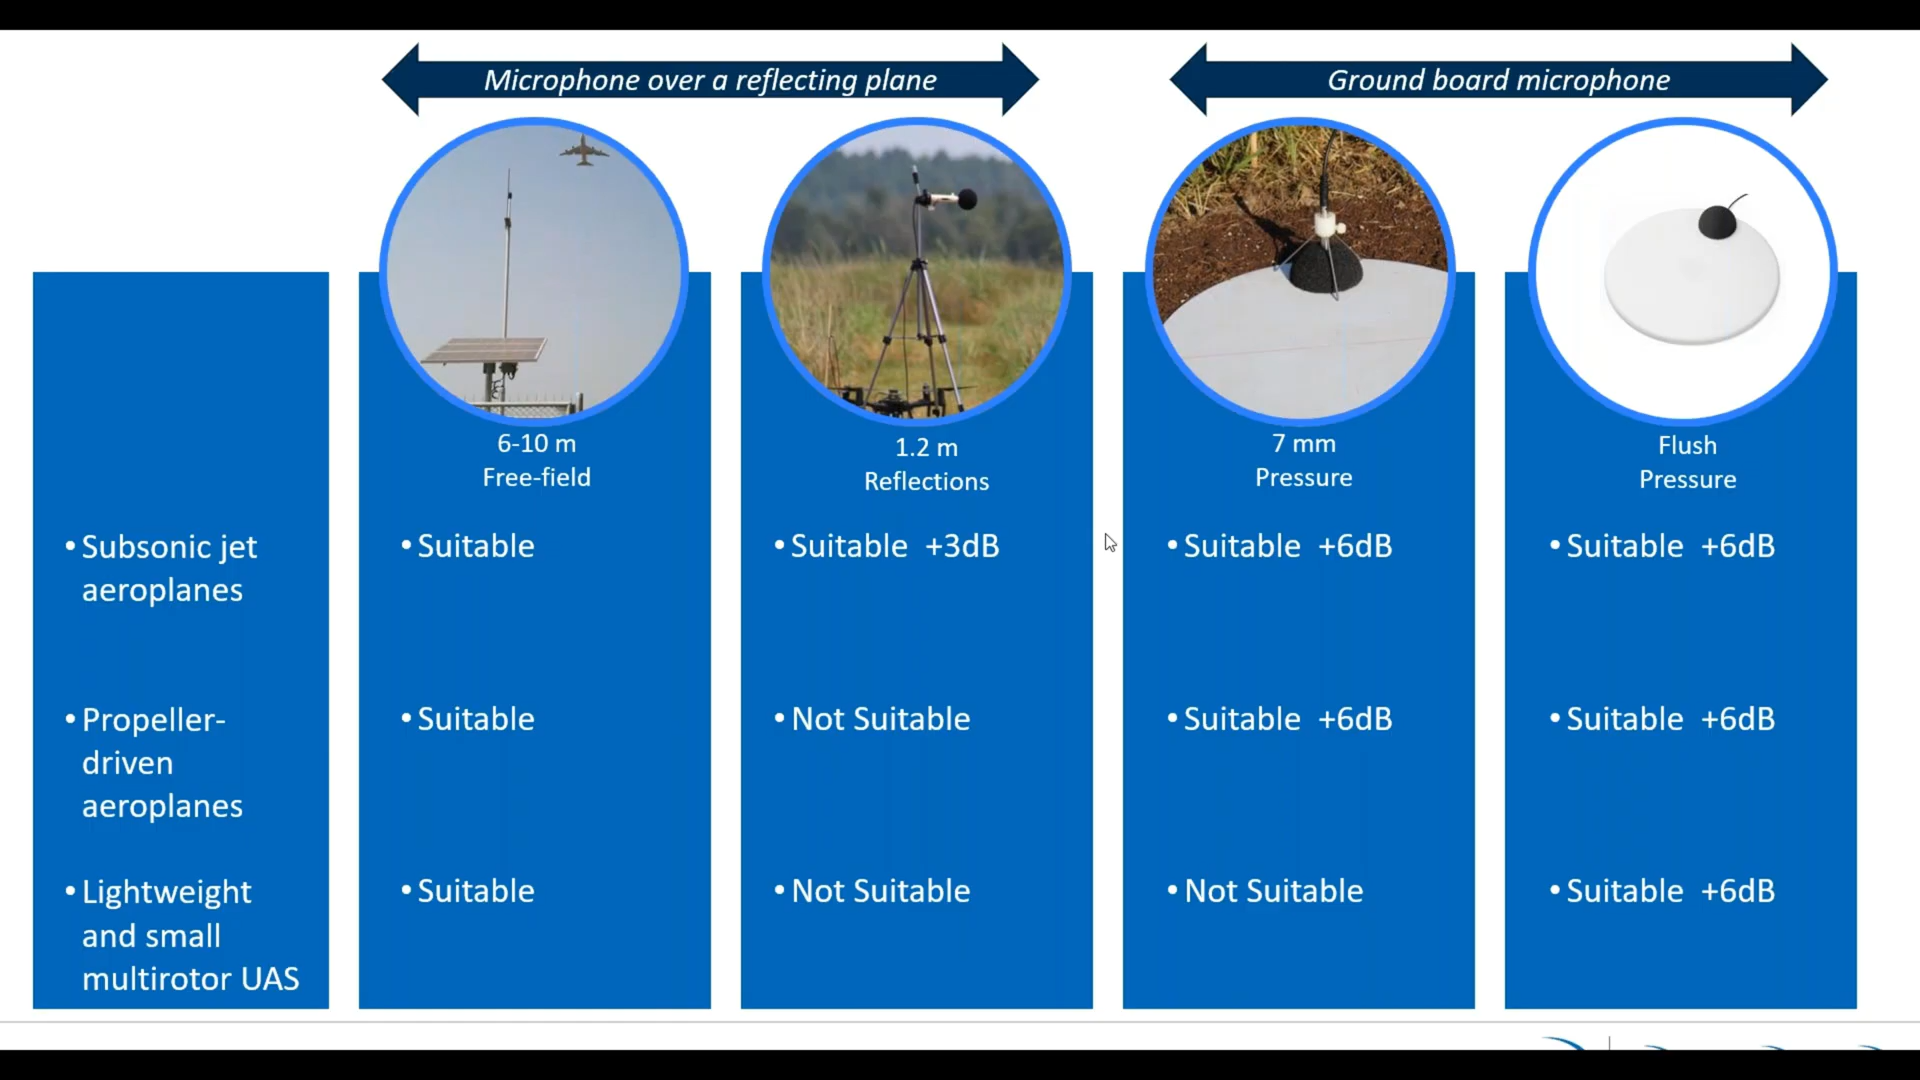 Microphone over a reflecting plane
Ground board microphone
6-10 m
Free-field
1.2 m
Reflections
7 mm
Pressure
Flush
Pressure
• Subsonic jet
aeroplanes
• Suitable
• Suitable +3dB
• Suitable +6dB
• Suitable +6dB
• Propeller-
driven
aeroplanes
• Suitable
• Not Suitable
• Suitable +6dB
• Suitable +6dB
• Lightweight
and small
multirotor UAS
• Suitable
• Not Suitable
• Not Suitable
• Suitable +6dB